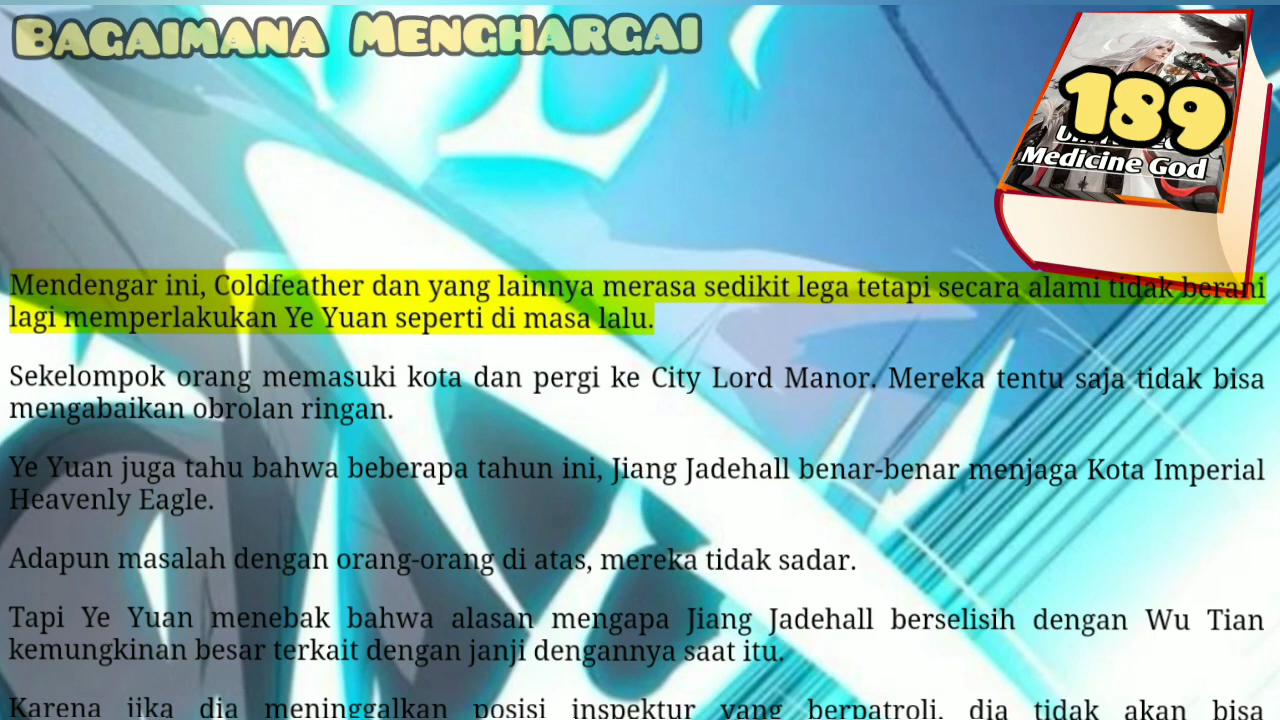 Bagaimana Menghargai
189
Medicine God
Mendengar ini, Coldfeather dan yang lainnya merasa sedikit lega tetapi secara alami tidak berani
lagi memperlakukan Ye Yuan seperti di masa lalu.
Sekelompok orang memasuki kota dan pergi ke City Lord Manor. Mereka tentu saja tidak bisa
mengabaikan obrolan ringan.
Ye Yuan juga tahu bahwa beberapa tahun ini, Jiang Jadehall benar-benar menjaga Kota Imperial
Heavenly Eagle.
Adapun masalah dengan orang-orang di atas, mereka tidak sadar.
Tapi Ye Yuan menebak bahwa alasan mengapa Jiang Jadehall berselisih dengan Wu Tian
kemungkinan besar terkait dengan janji dengannya saat itu.
Karena jika dia meninggalkan posisi inspektur yang berpatroli, dia tidak akan bisa